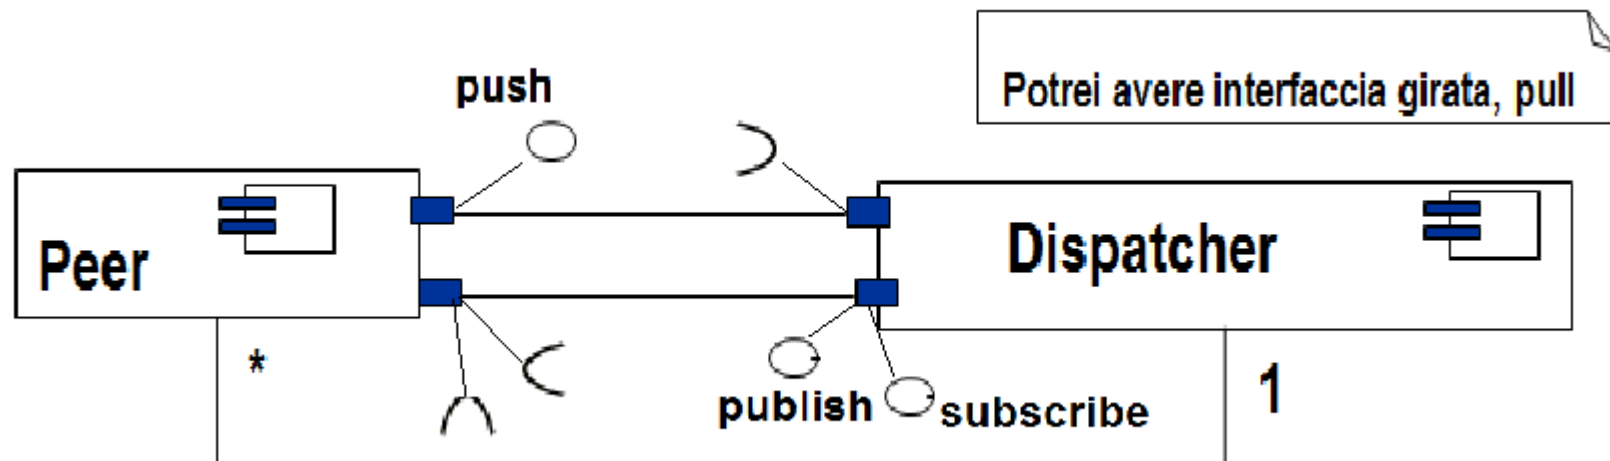 push
Potrei avere interfaccia girata, pull
Peer
Dispatcher
*
publish
subscribe
1